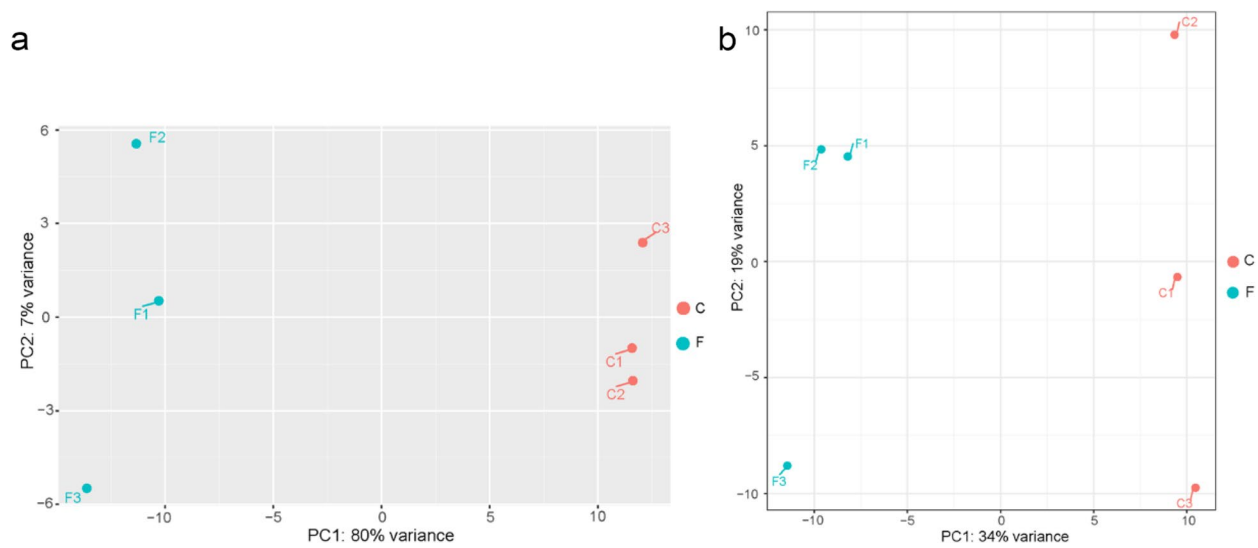 a
6
3
0
−3
−6
PC2: 7% variance
F2
F1
F3
C3
C1
C2
−10
−5
0
5
10
PC1: 80% variance
C
F
b
10
5
0
−5
−10
PC2: 19% variance
C2
F1
F2
C1
F3
C3
−10
−5
0
5
10
PC1: 34% variance
C
F